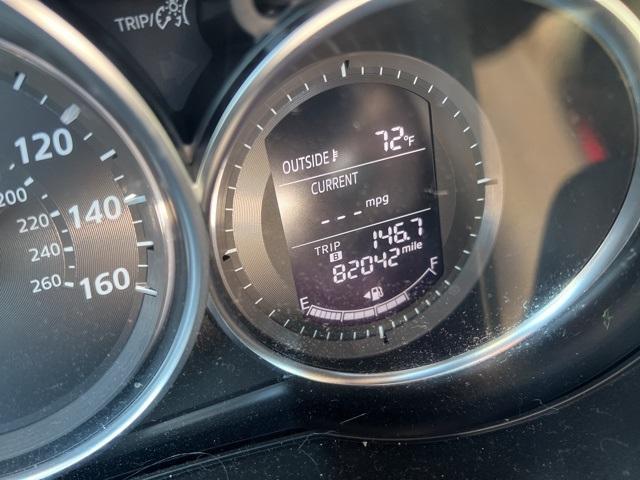 TRIP/
120
140
160
200
220
240
260
OUTSIDE 72°F
CURRENT
--- mpg
TRIP B 146.7
82042 mile
E F